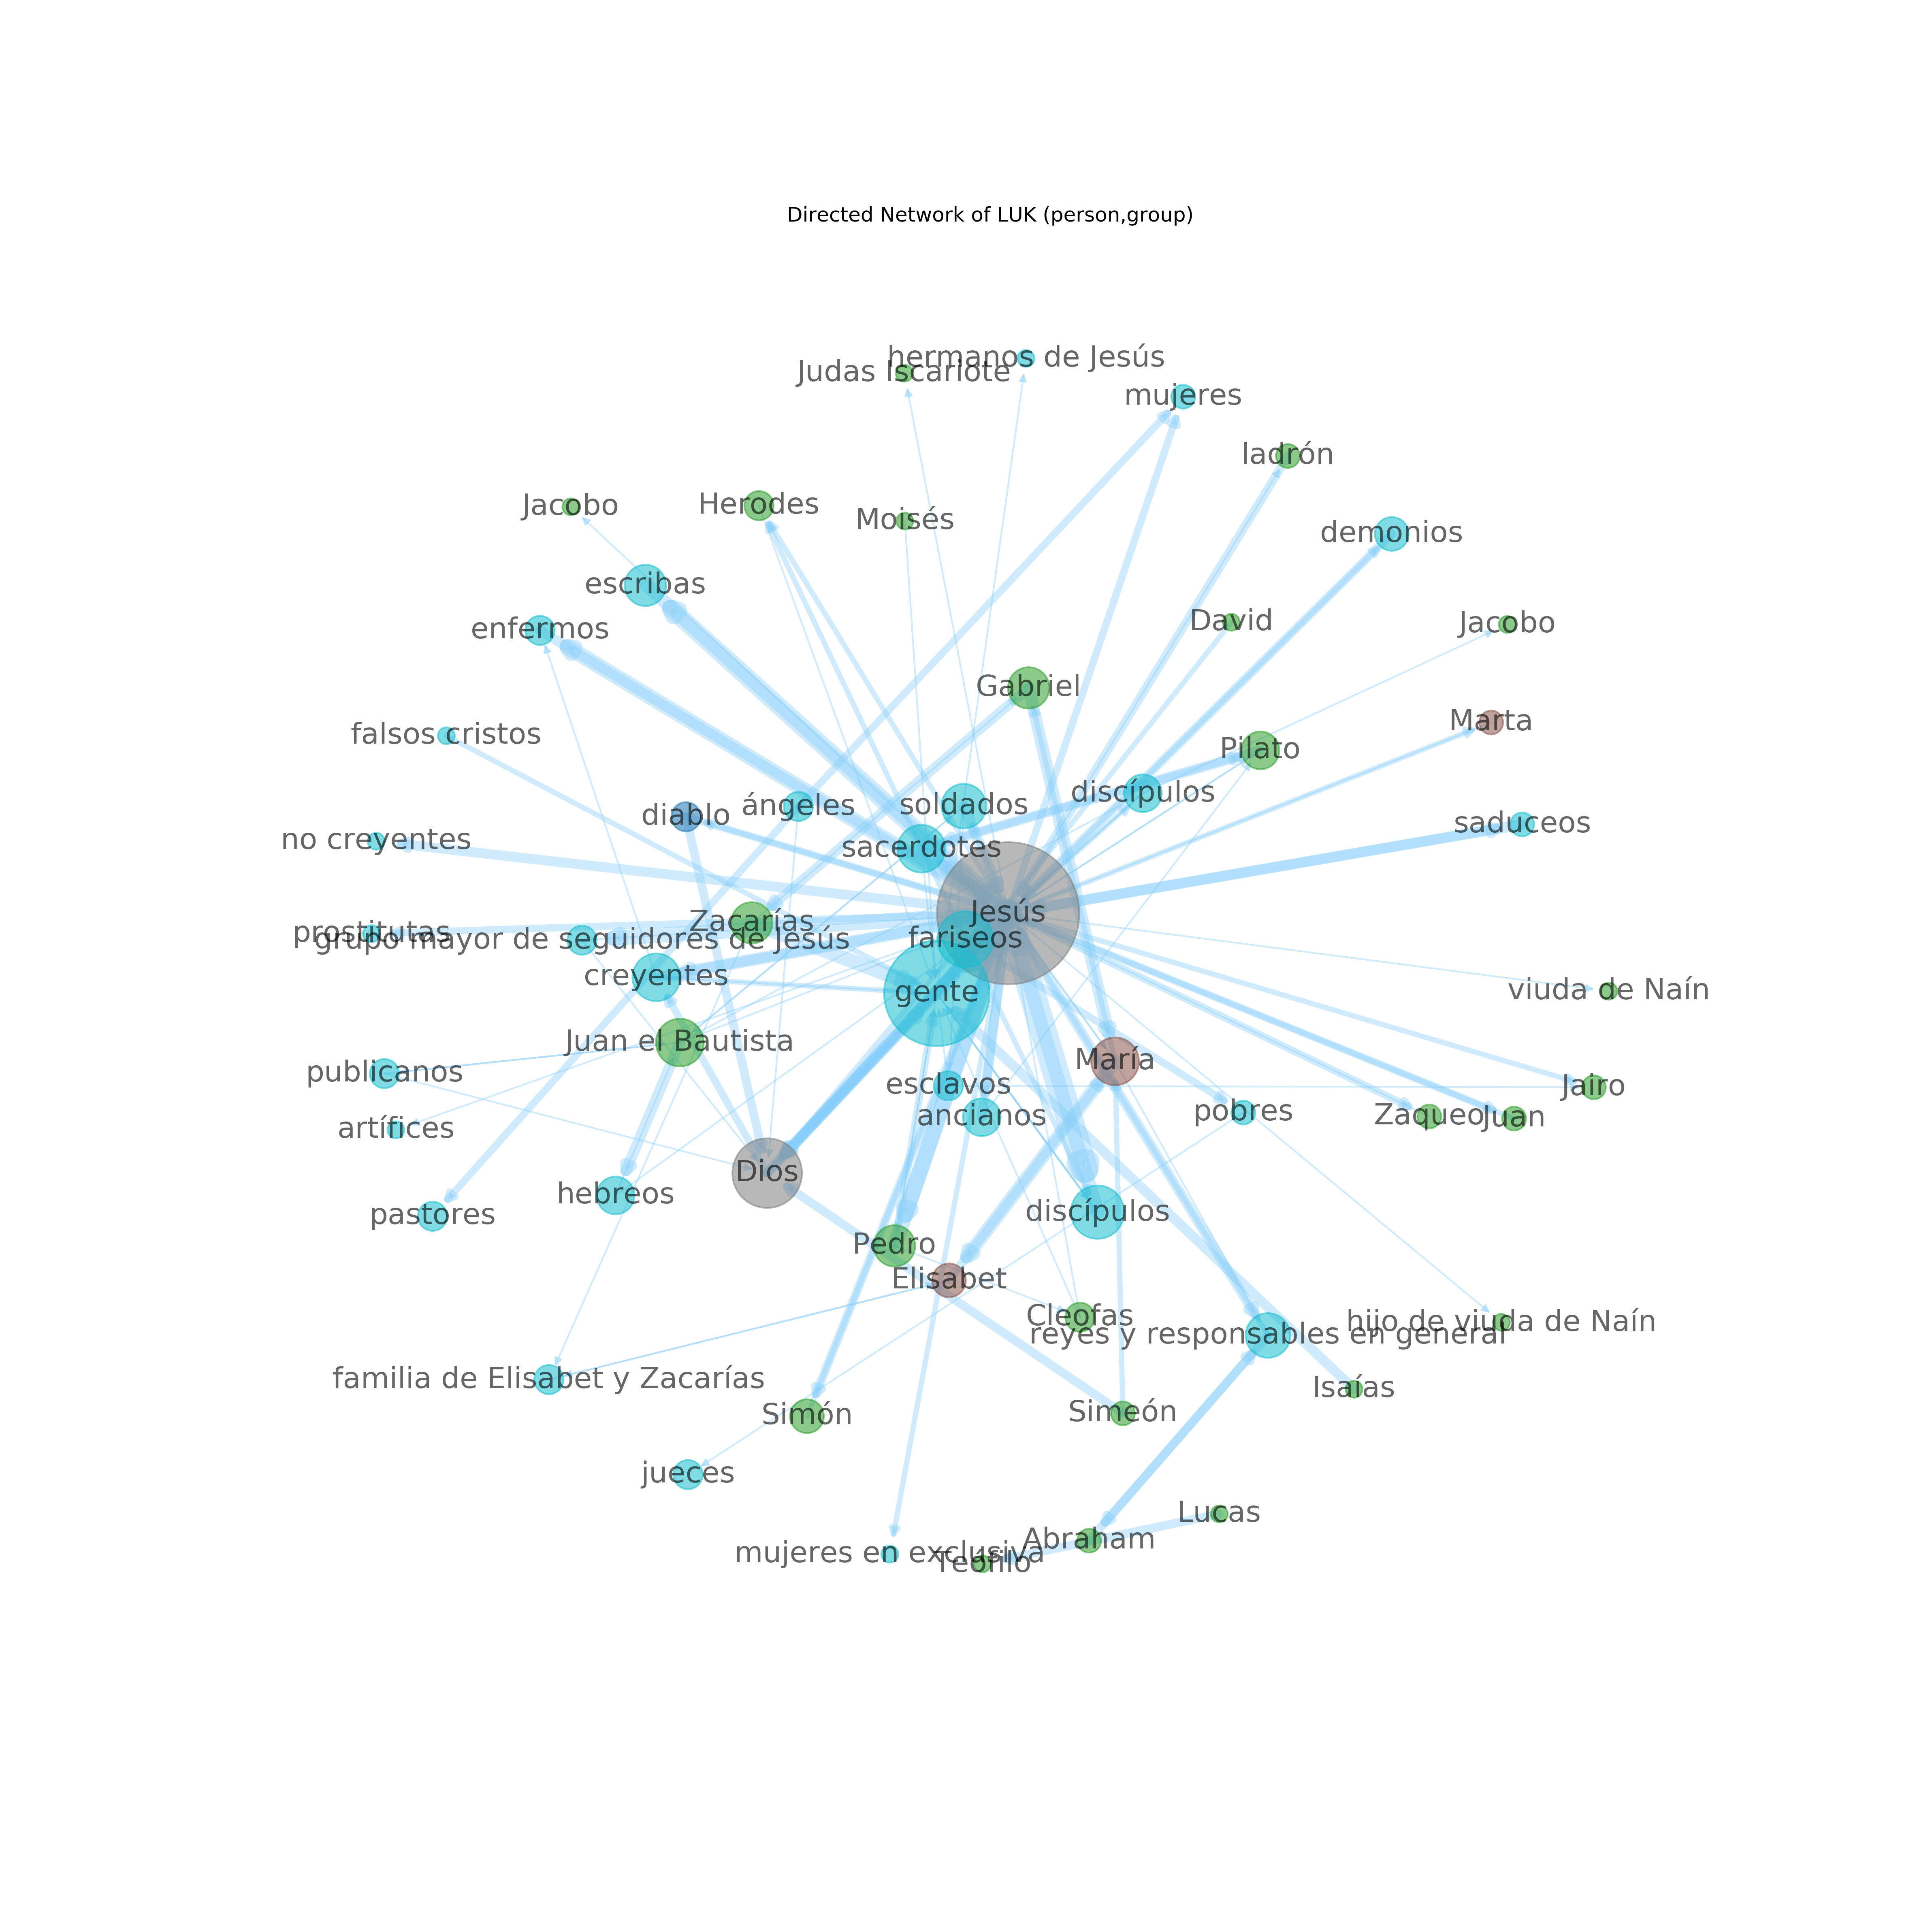 Directed Network of LUK (person,group)
hermanos de Jesús
Judas Iscariote
mujeres
ladrón
Jacobo
Herodes
Moisés
demonios
escribas
enfermos
David
Jacobo
Gabriel
Marta
falsos cristos
Pilato
discípulos
diablo
ángeles
soldados
saduceos
no creyentes
sacerdotes
Jesús
Zacarías
prostitutas
grupo mayor de seguidores de Jesús
fariseos
creyentes
gente
viuda de Naín
Juan el Bautista
María
publicanos
esclavos
Jairo
pobres
ancianos
Zaqueo
Juan
artífices
Dios
hebreos
pastores
discípulos
Pedro
Elisabet
Cleofas
hijo de viuda de Naín
reyes y responsables en general
familia de Elisabet y Zacarías
Isaías
Simón
Simeón
jueces
Lucas
Abraham
mujeres en exclusiva
Teófilo